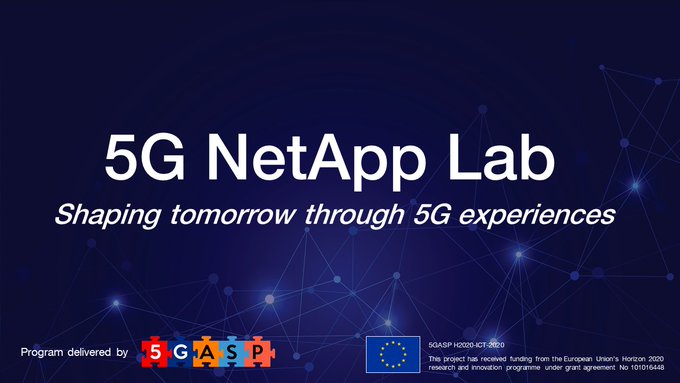 5G NetApp Lab
Shaping tomorrow through 5G experiences
Program delivered by 5GASP
5GASP H2020-ICT-2020
This project has received funding from the European Union's Horizon 2020
research and innovation programme under grant agreement No 101016448